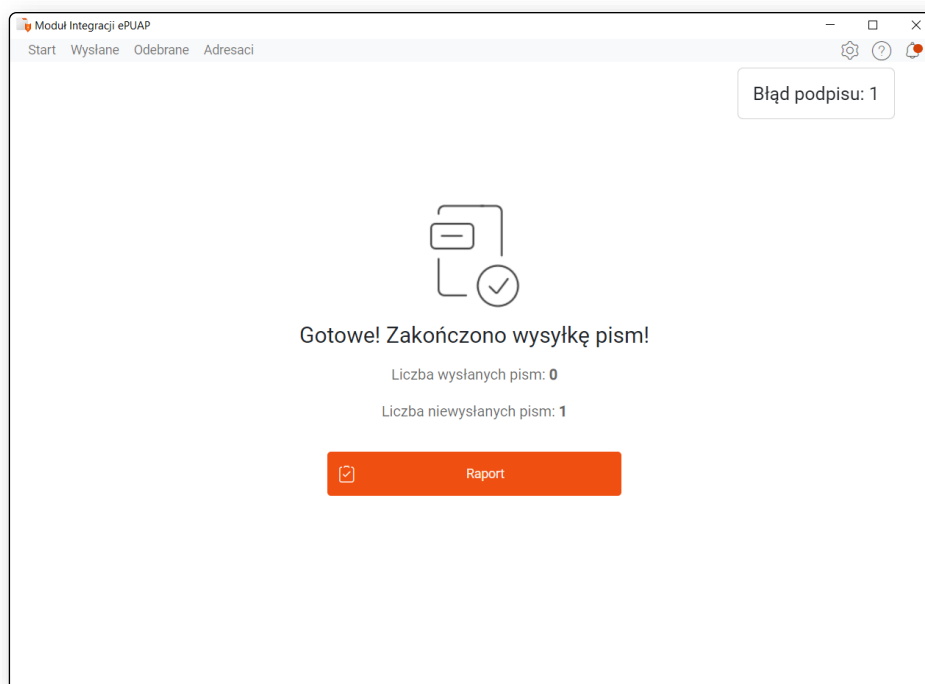 Moduł Integracji ePUAP
Start Wysłane Odebrane Adresaci
Błąd podpisu: 1
Gotowe! Zakończono wysyłkę pism!
Liczba wysłanych pism: 0
Liczba niewysłanych pism: 1
Raport